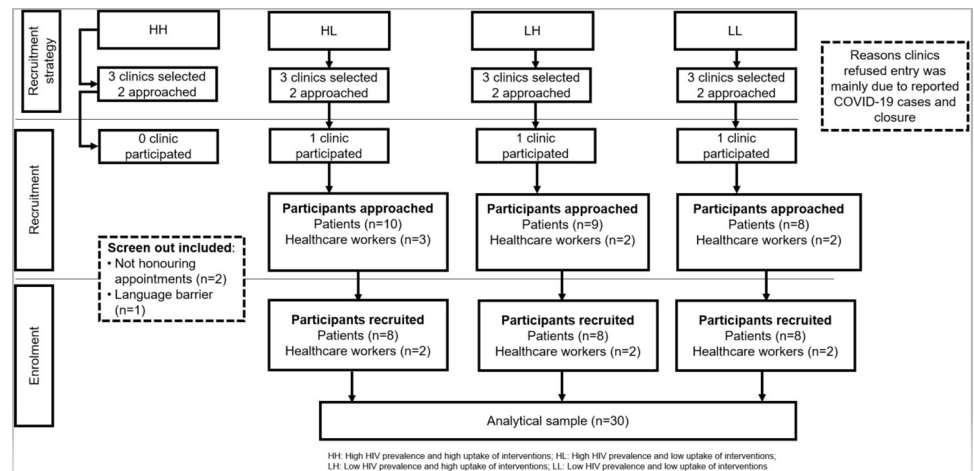 Recruitment
strategy
HH
HL
LH
LL
3 clinics selected
2 approached
3 clinics selected
2 approached
3 clinics selected
2 approached
3 clinics selected
2 approached
Reasons clinics
refused entry was
mainly due to reported
COVID-19 cases and
closure
Recruitment
0 clinic
participated
1 clinic
participated
1 clinic
participated
1 clinic
participated
Participants approached
Patients (n=10)
Healthcare workers (n=3)
Participants approached
Patients (n=9)
Healthcare workers (n=2)
Participants approached
Patients (n=8)
Healthcare workers (n=2)
Screen out included:
• Not honouring
appointments (n=2)
• Language barrier
(n=1)
Enrolment
Participants recruited
Patients (n=8)
Healthcare workers (n=2)
Participants recruited
Patients (n=8)
Healthcare workers (n=2)
Participants recruited
Patients (n=8)
Healthcare workers (n=2)
Analytical sample (n=30)
HH: High HIV prevalence and high uptake of interventions; HL: High HIV prevalence and low uptake of interventions;
LH: Low HIV prevalence and high uptake of interventions; LL: Low HIV prevalence and low uptake of interventions